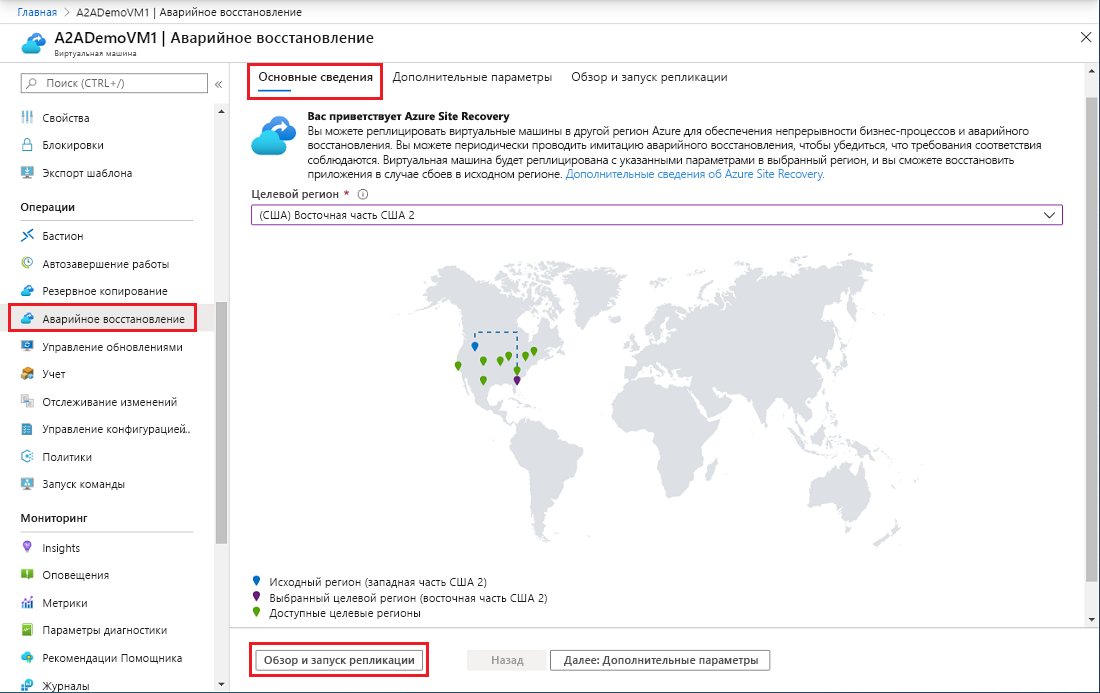 Главная > A2ADemoVM1 | Аварийное восстановление
A2ADemoVM1 | Аварийное восстановление
Виртуальная машина
Поиск (CTRL+/)
«
Свойства
Блокировки
Экспорт шаблона
Операции
Бастион
Автозавершение работы
Резервное копирование
Аварийное восстановление
Управление обновлениями
Учет
Отслеживание изменений
Управление конфигурацией..
Политики
Запуск команды
Мониторинг
Insights
Оповещения
Метрики
Параметры диагностики
Рекомендации Помощника
Журналы
Основные сведения
Дополнительные параметры
Обзор и запуск репликации
Вас приветствует Azure Site Recovery
Вы можете реплицировать виртуальные машины в другой регион Azure для обеспечения непрерывности бизнес-процессов и аварийного
восстановления. Вы можете периодически проводить имитацию аварийного восстановления, чтобы убедиться, что требования соответствия
соблюдаются. Виртуальная машина будет реплицирована с указанными параметрами в выбранный регион, и вы сможете восстановить
приложения в случае сбоев в исходном регионе. Дополнительные сведения об Azure Site Recovery.
Целевой регион *
(США) Восточная часть США 2
Исходный регион (западная часть США 2)
Выбранный целевой регион (восточная часть США 2)
Доступные целевые регионы
Обзор и запуск репликации
Назад
Далее: Дополнительные параметры